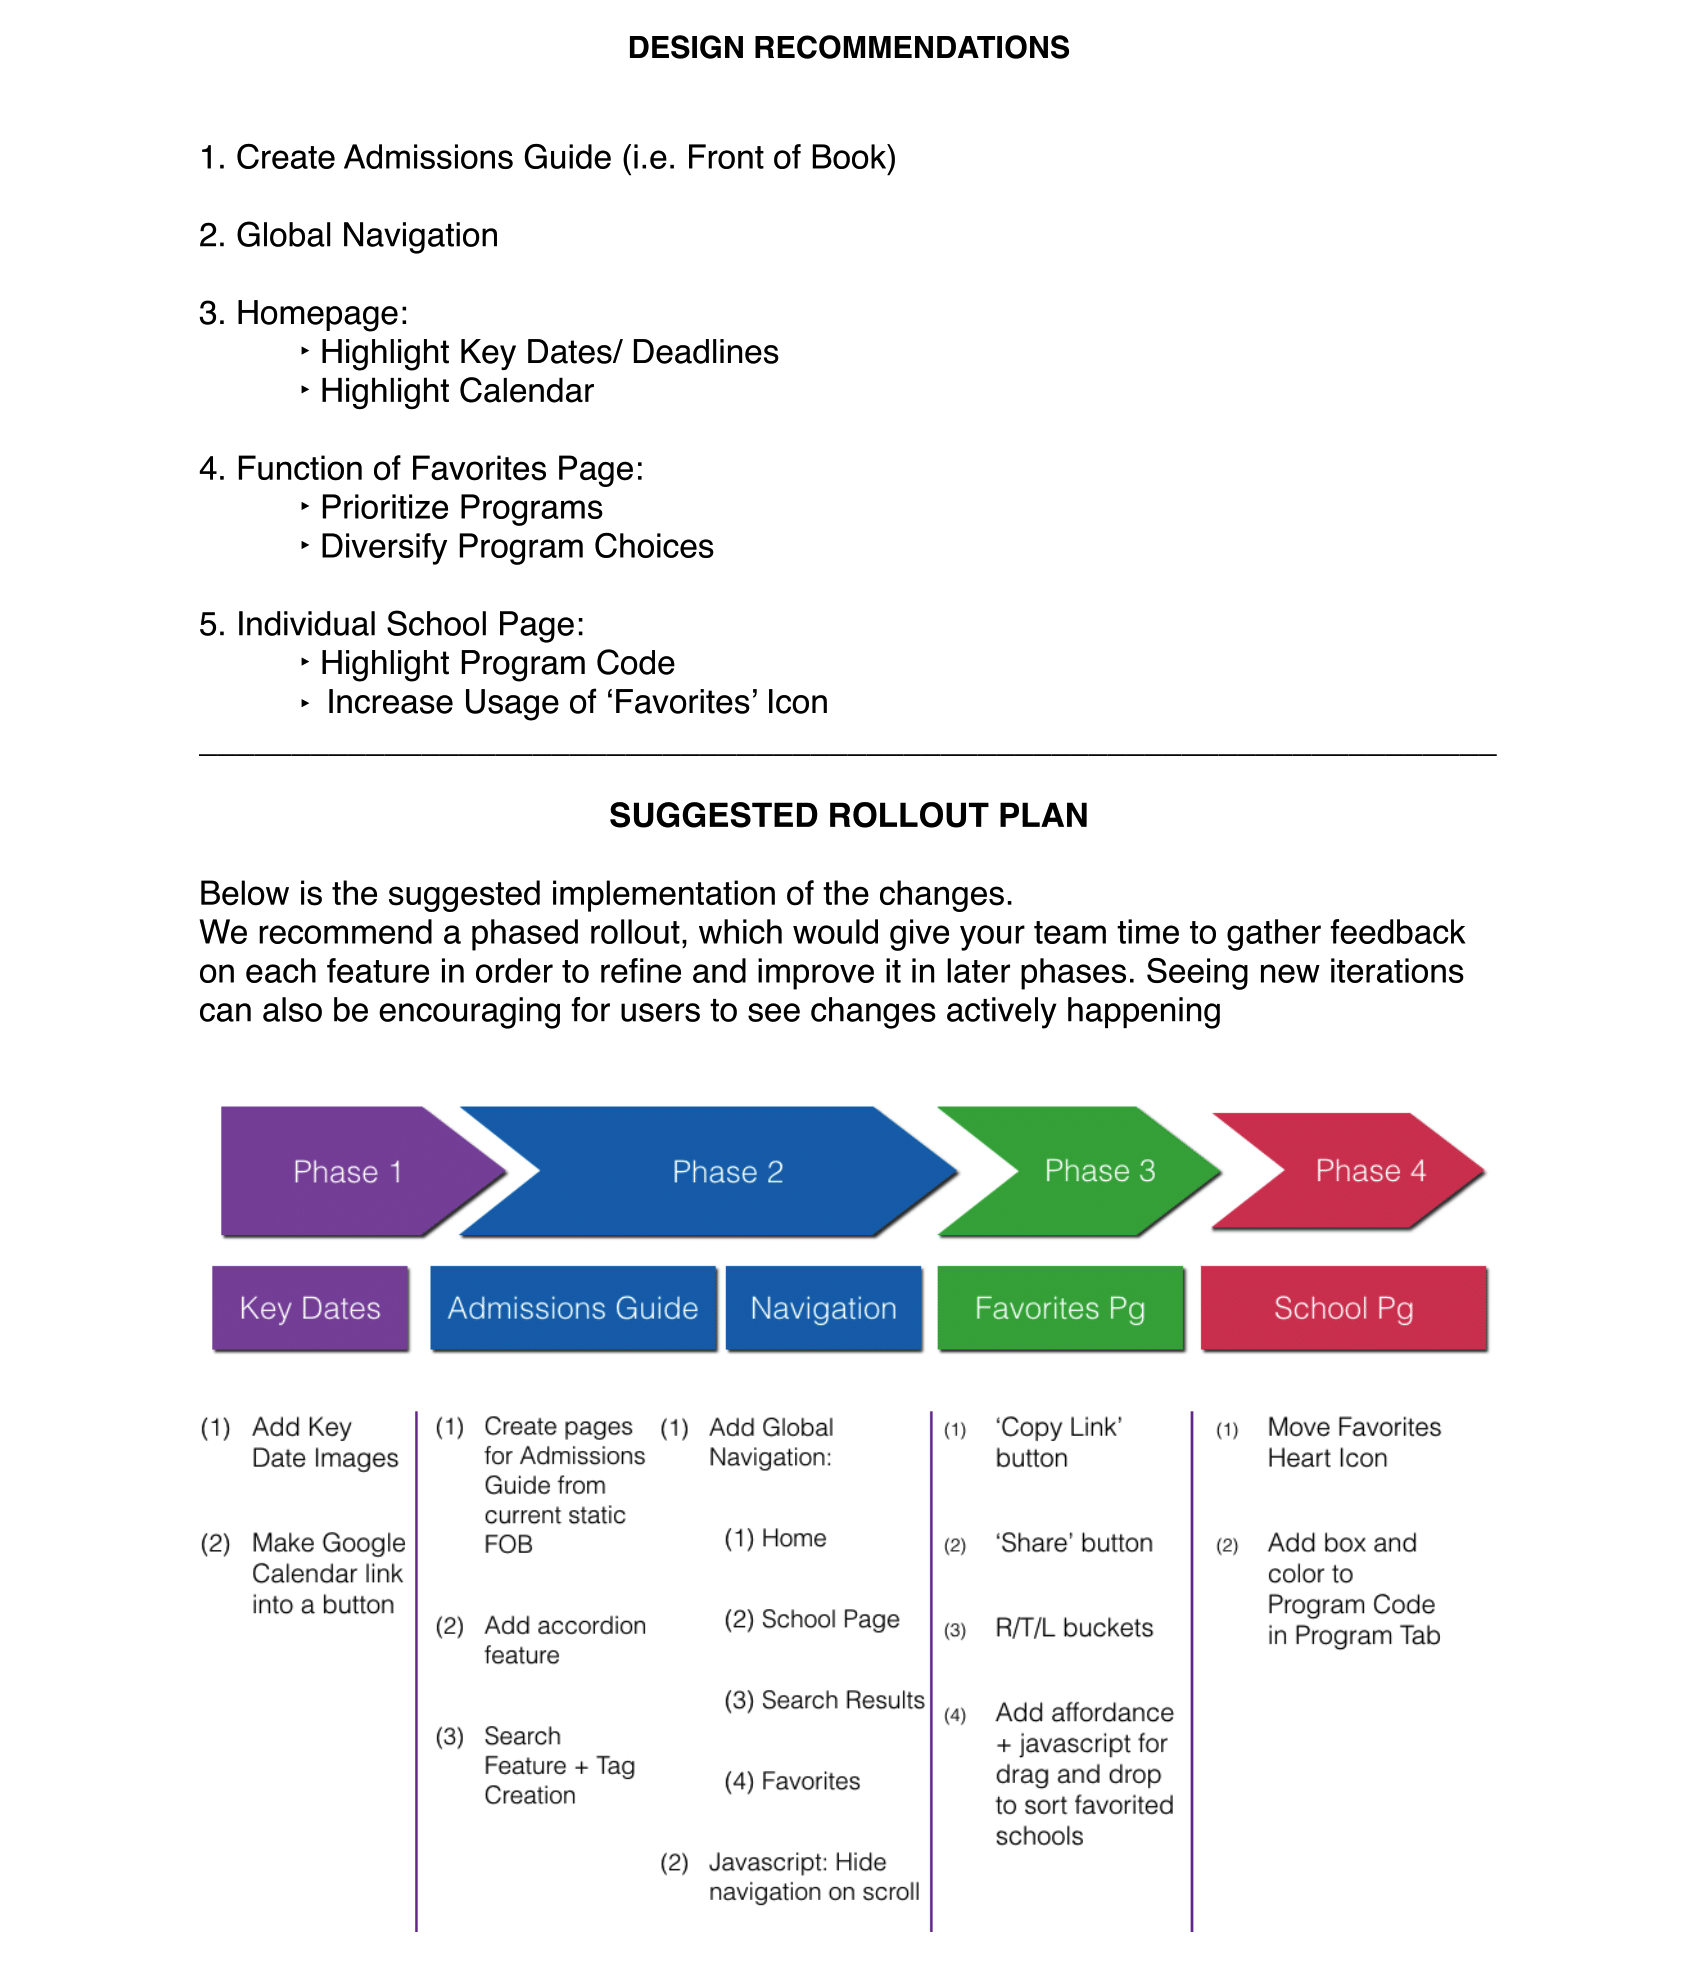 DESIGN RECOMMENDATIONS
1. Create Admissions Guide (i.e. Front of Book)
2. Global Navigation
3. Homepage:
‣ Highlight Key Dates/ Deadlines
‣ Highlight Calendar
4. Function of Favorites Page:
‣ Prioritize Programs
‣ Diversify Program Choices
5. Individual School Page:
‣ Highlight Program Code
‣ Increase Usage of ‘Favorites’ Icon
SUGGESTED ROLLOUT PLAN
Below is the suggested implementation of the changes.
We recommend a phased rollout, which would give your team time to gather feedback
on each feature in order to refine and improve it in later phases. Seeing new iterations
can also be encouraging for users to see changes actively happening
Phase 1
Phase 2
Phase 3
Phase 4
Key Dates
Admissions Guide
Navigation
Favorites Pg
School Pg
(1) Add Key
Date Images
(2) Make Google
Calendar link
into a button
(1) Create pages
for Admissions
Guide from
current static
FOB
(2) Add accordion
feature
(3) Search
Feature + Tag
Creation
(1) Add Global
Navigation:
(1) Home
(2) School Page
(3) Search Results
(4) Favorites
(2) Javascript: Hide
navigation on scroll
(1) ‘Copy Link’
button
(2) ‘Share’ button
(3) R/T/L buckets
(4) Add affordance
+ javascript for
drag and drop
to sort favorited
schools
(1) Move Favorites
Heart Icon
(2) Add box and
color to
Program Code
in Program Tab